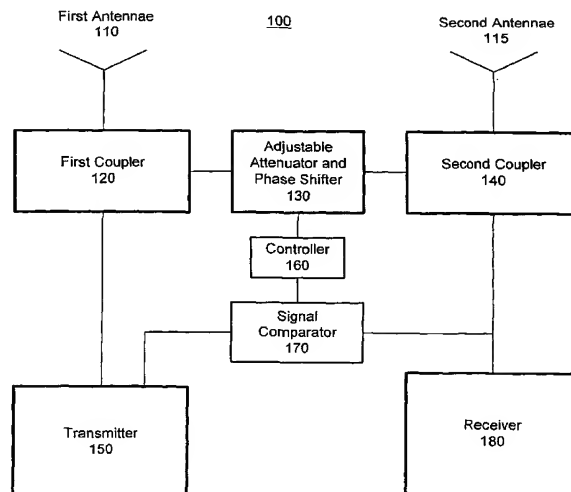 First Antennae
110
100
Second Antennae
115
First Coupler
120
Adjustable
Attenuator and
Phase Shifter
130
Second Coupler
140
Controller
160
Signal
Comparator
170
Transmitter
150
Receiver
180